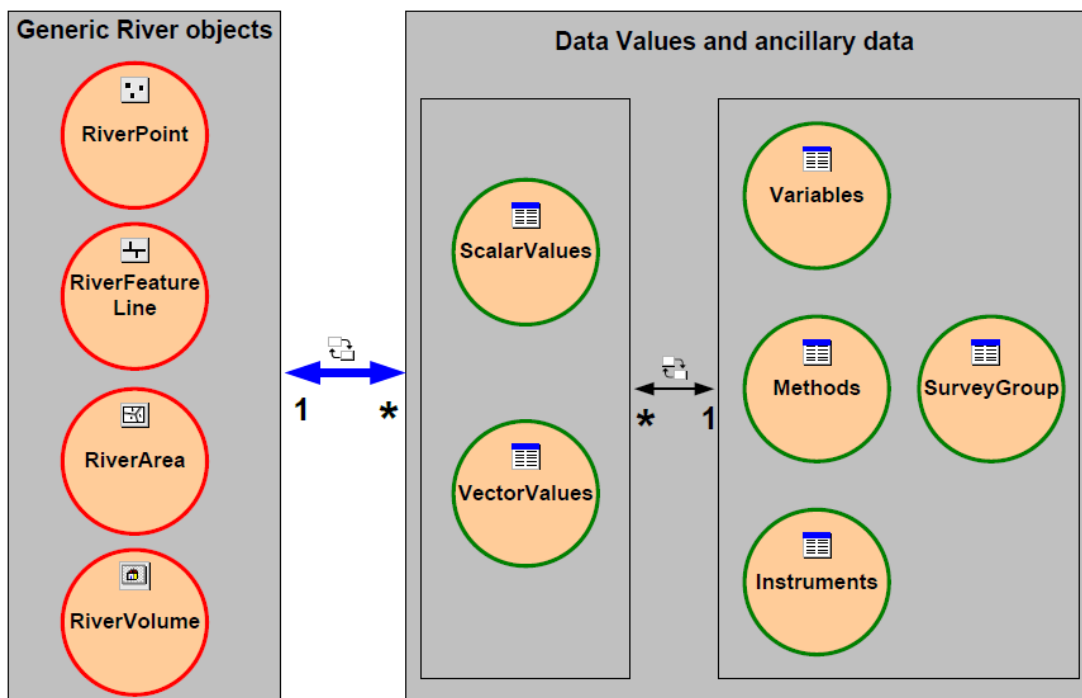 Generic River objects
RiverPoint
RiverFeature
Line
RiverArea
RiverVolume
1
*
Data Values and ancillary data
ScalarValues
VectorValues
*
1
Variables
Methods
SurveyGroup
Instruments